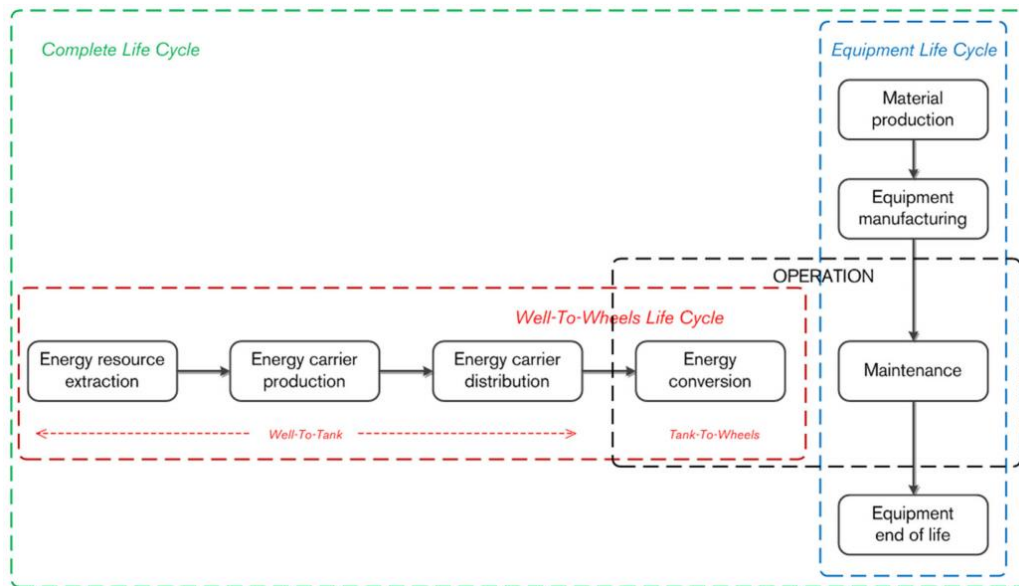 Complete Life Cycle
Equipment Life Cycle
Material
production
Equipment
manufacturing
OPERATION
Well-To-Wheels Life Cycle
Energy resource
extraction
Energy carrier
production
Energy carrier
distribution
Energy
conversion
Maintenance
Well-To-Tank
Tank-To-Wheels
Equipment
end of life